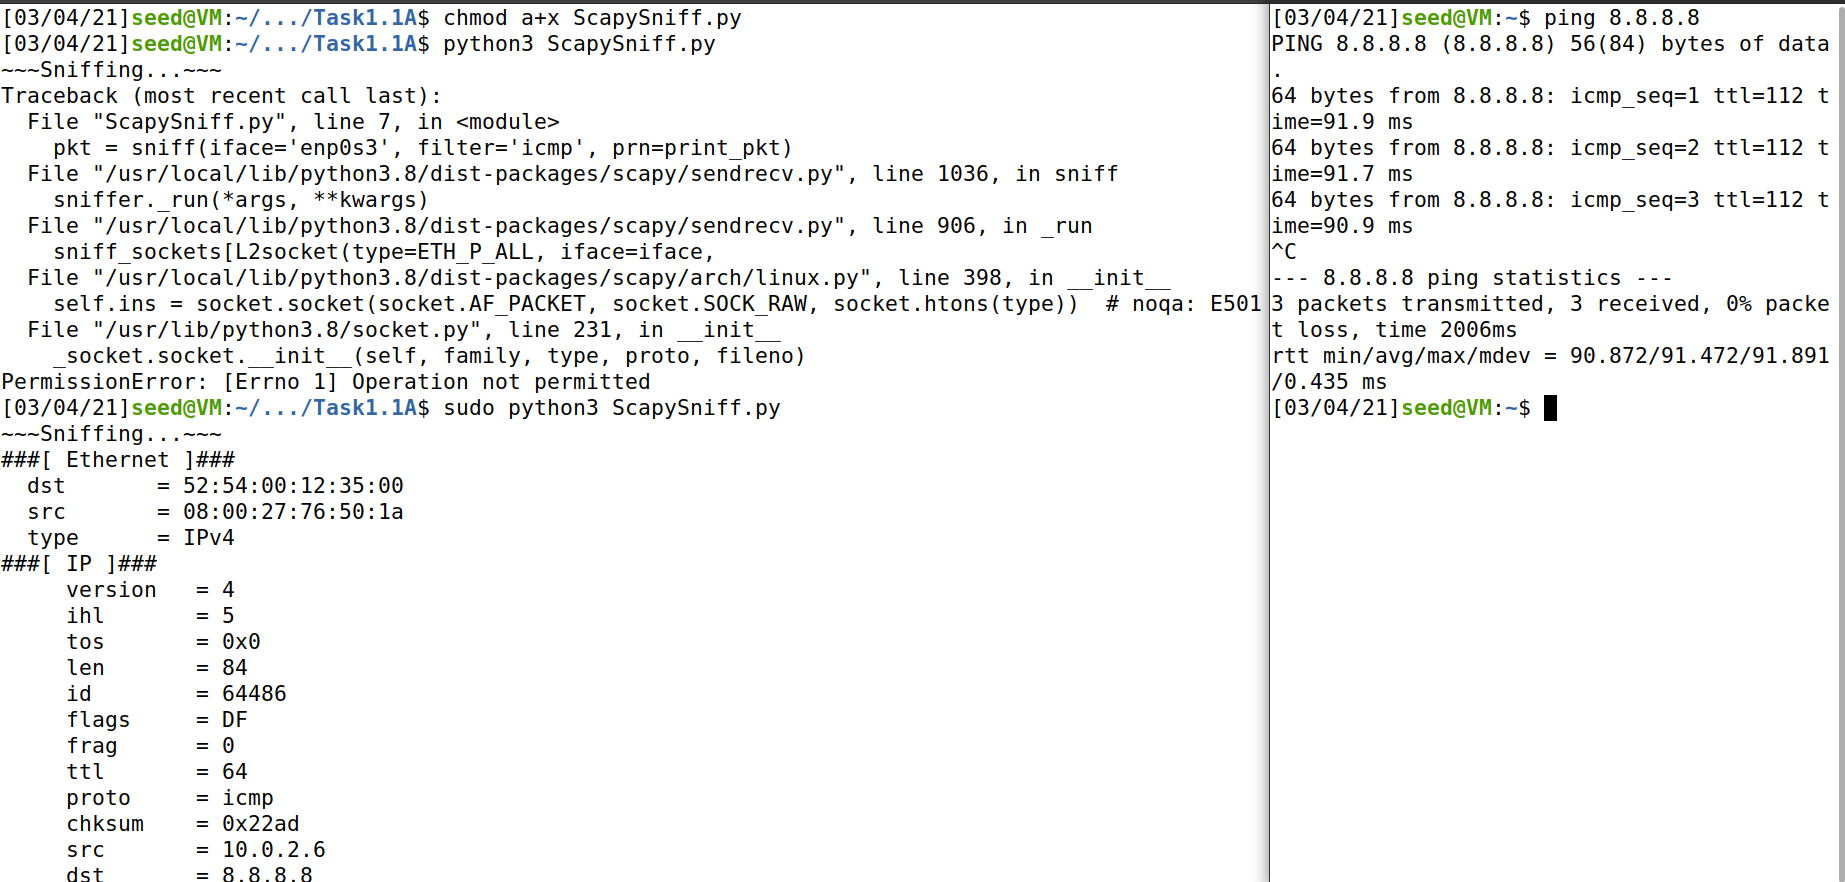 [03/04/21]seed@VM:~/.../Task1.1A$ chmod a+x ScapySniff.py
[03/04/21]seed@VM:~/.../Task1.1A$ python3 ScapySniff.py
~~~Sniffing...~~~
Traceback (most recent call last):
  File "ScapySniff.py", line 7, in <module>
    pkt = sniff(iface='enp0s3', filter='icmp', prn=print_pkt)
  File "/usr/local/lib/python3.8/dist-packages/scapy/sendrecv.py", line 1036, in sniff
    sniffer._run(*args, **kwargs)
  File "/usr/local/lib/python3.8/dist-packages/scapy/sendrecv.py", line 906, in _run
    sniff_sockets[L2socket(type=ETH_P_ALL, iface=iface,
  File "/usr/local/lib/python3.8/dist-packages/scapy/arch/linux.py", line 398, in __init__
    self.ins = socket.socket(socket.AF_PACKET, socket.SOCK_RAW, socket.htons(type))  # noqa: E501
  File "/usr/lib/python3.8/socket.py", line 231, in __init__
    _socket.socket.__init__(self, family, type, proto, fileno)
PermissionError: [Errno 1] Operation not permitted
[03/04/21]seed@VM:~/.../Task1.1A$ sudo python3 ScapySniff.py
~~~Sniffing...~~~
###[ Ethernet ]###
  dst       = 52:54:00:12:35:00
  src       = 08:00:27:76:50:1a
  type      = IPv4
###[ IP ]###
     version   = 4
     ihl       = 5
     tos       = 0x0
     len       = 84
     id        = 64486
     flags     = DF
     frag      = 0
     ttl       = 64
     proto     = icmp
     chksum    = 0x22ad
     src       = 10.0.2.6
     dst       = 8.8.8.8
[03/04/21]seed@VM:~$ ping 8.8.8.8
PING 8.8.8.8 (8.8.8.8) 56(84) bytes of data
.
64 bytes from 8.8.8.8: icmp_seq=1 ttl=112 t
ime=91.9 ms
64 bytes from 8.8.8.8: icmp_seq=2 ttl=112 t
ime=91.7 ms
64 bytes from 8.8.8.8: icmp_seq=3 ttl=112 t
ime=90.9 ms
^C
--- 8.8.8.8 ping statistics ---
3 packets transmitted, 3 received, 0% packe
t loss, time 2006ms
rtt min/avg/max/mdev = 90.872/91.472/91.891
/0.435 ms
[03/04/21]seed@VM:~$